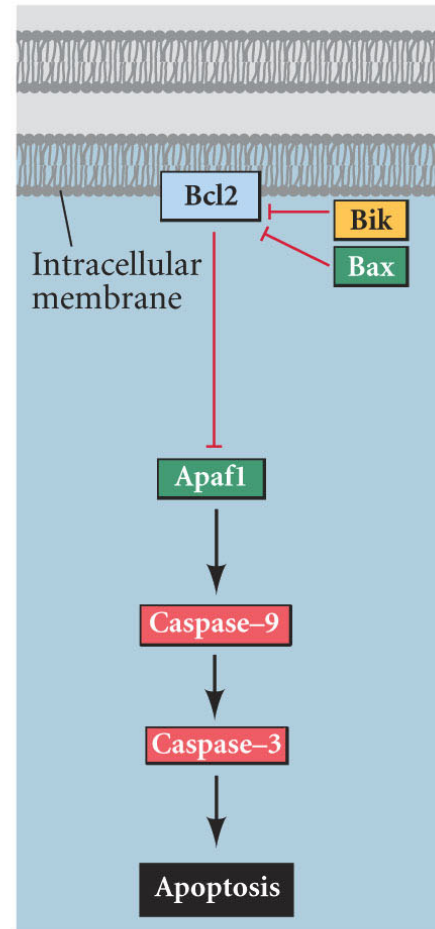 Bcl2
Bik
Bax
Intracellular
membrane
Apaf1
Caspase–9
Caspase–3
Apoptosis